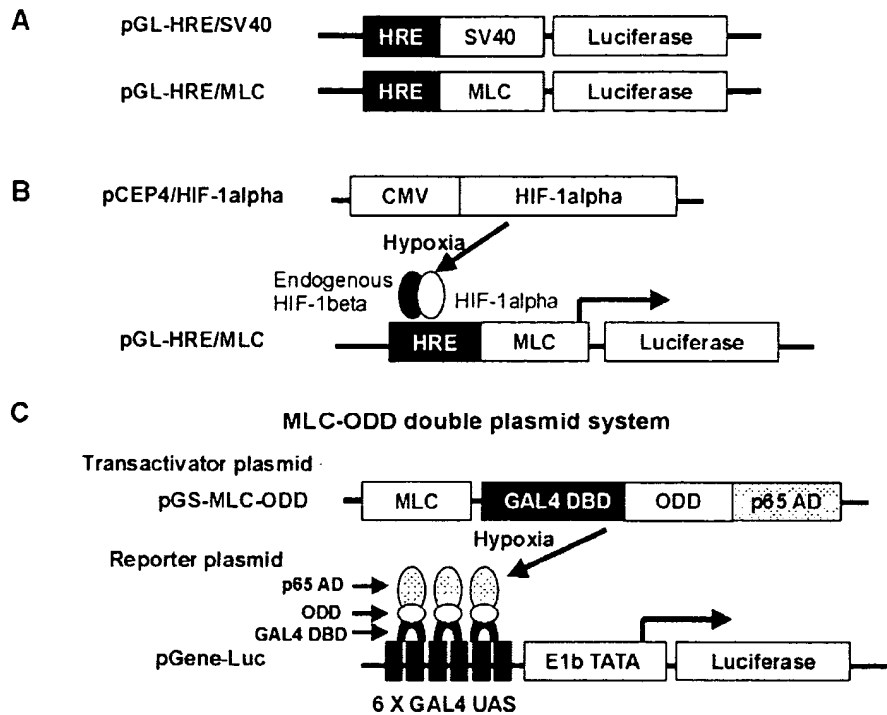 A
pGL-HRE/SV40 HRE SV40 Luciferase
pGL-HRE/MLC HRE MLC Luciferase
B
pCEP4/HIF-1alpha CMV HIF-1alpha
Hypoxia
Endogenous
HIF-1beta HIF-1alpha
pGL-HRE/MLC HRE MLC Luciferase
C
MLC-ODD double plasmid system
Transactivator plasmid
pGS-MLC-ODD MLC GAL4 DBD ODD p65 AD
Hypoxia
Reporter plasmid
p65 AD
ODD
GAL4 DBD
pGene-Luc E1b TATA Luciferase
6 X GAL4 UAS